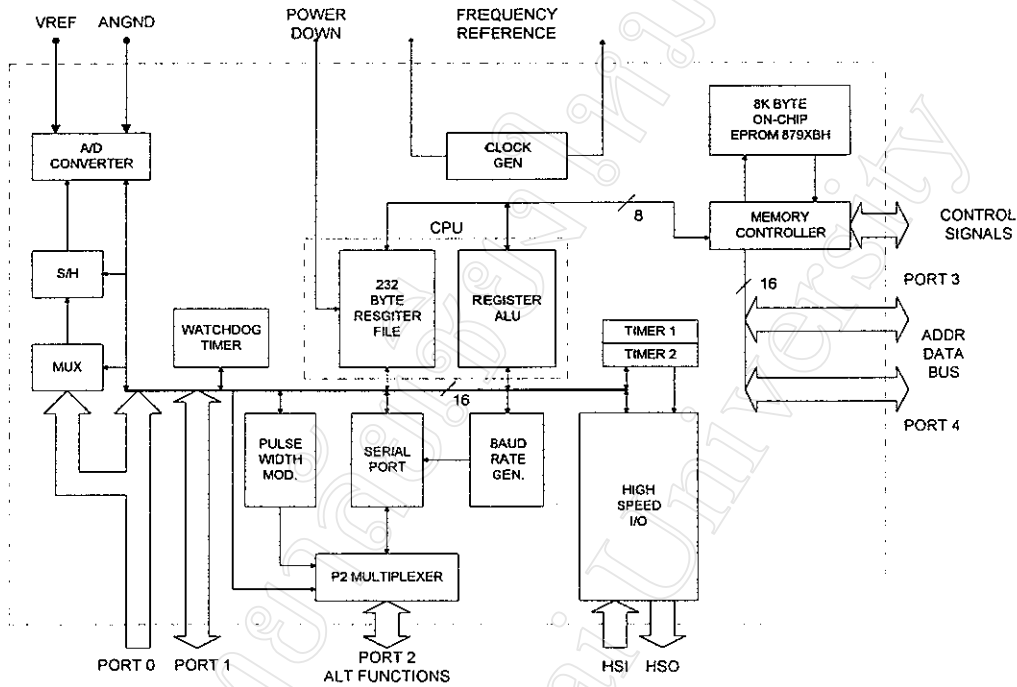 VREF
ANGND
POWER
DOWN
FREQUENCY
REFERENCE
A/D
CONVERTER
CLOCK
GEN
8K BYTE
ON-CHIP
EPROM 879XBH
8
MEMORY
CONTROLLER
CONTROL
SIGNALS
CPU
S/H
232
BYTE
RESGITER
FILE
REGISTER
ALU
16
PORT 3
WATCHDOG
TIMER
TIMER 1
TIMER 2
ADDR
DATA
BUS
MUX
16
PORT 4
PULSE
WIDTH
MOD.
SERIAL
PORT
BAUD
RATE
GEN.
HIGH
SPEED
I/O
P2 MULTIPLEXER
PORT 0
PORT 1
PORT 2
ALT FUNCTIONS
HSI
HSO
University